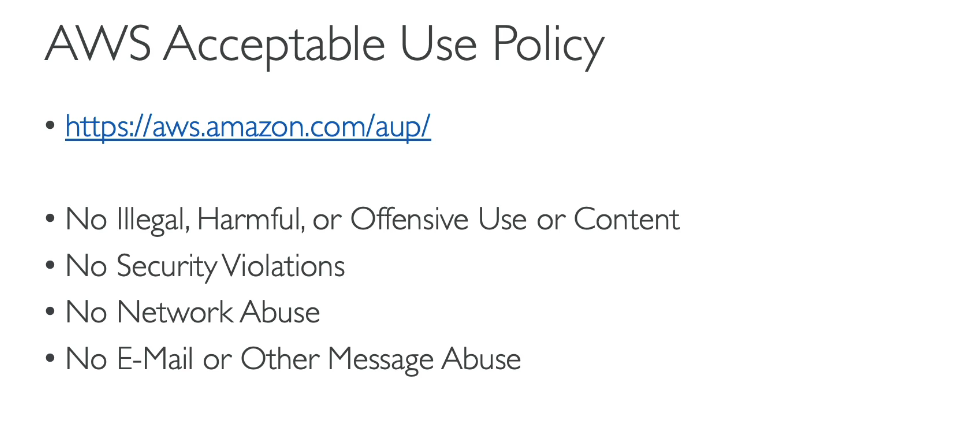 AWS Acceptable Use Policy
• https://aws.amazon.com/aup/
• No Illegal, Harmful, or Offensive Use or Content
• No Security Violations
• No Network Abuse
• No E-Mail or Other Message Abuse